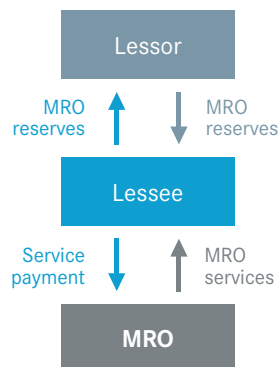 Lessor
MRO
reserves
MRO
reserves
Lessee
Service
payment
MRO
services
MRO